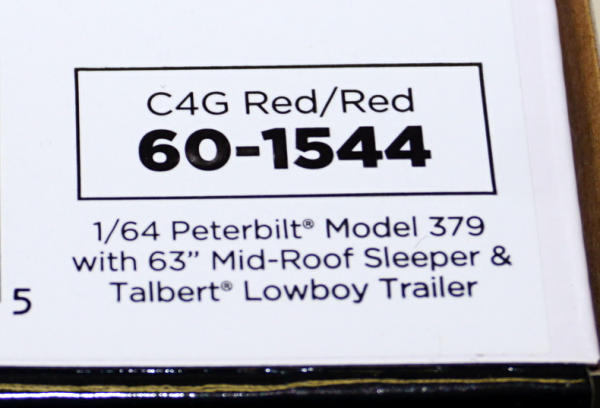 C4G Red/Red
60-1544
1/64 Peterbilt® Model 379
with 63” Mid-Roof Sleeper &
Talbert® Lowboy Trailer
5